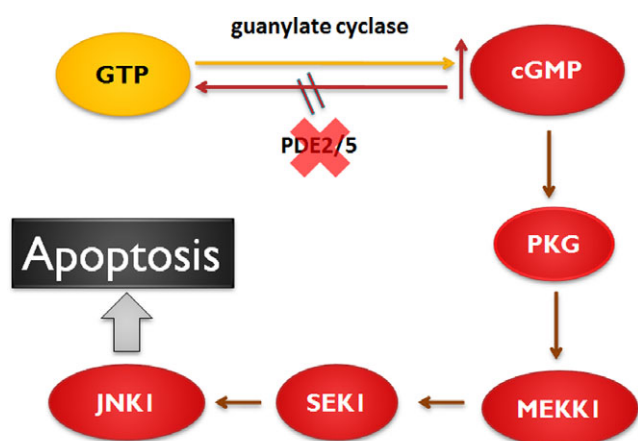 guanylate cyclase
GTP
cGMP
PDE2/5
PKG
Apoptosis
JNK1
SEK1
MEKK1